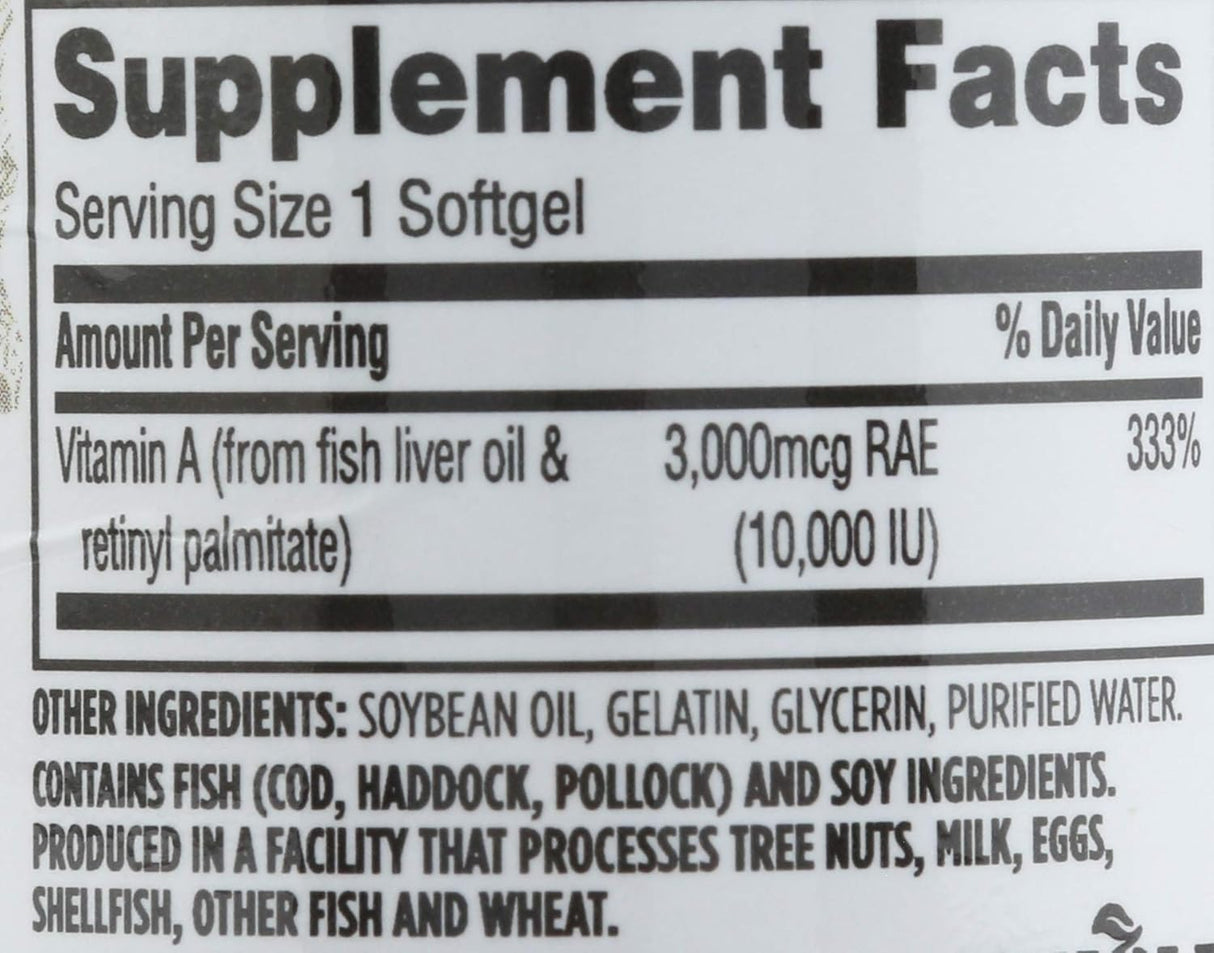 Supplement Facts
Serving Size 1 Softgel
Amount Per Serving % Daily Value
Vitamin A (from fish liver oil & 3,000mcg RAE 333%
retinyl palmitate) (10,000 IU)
OTHER INGREDIENTS: SOYBEAN OIL, GELATIN, GLYCERIN, PURIFIED WATER.
CONTAINS FISH (COD, HADDOCK, POLLOCK) AND SOY INGREDIENTS.
PRODUCED IN A FACILITY THAT PROCESSES TREE NUTS, MILK, EGGS,
SHELLFISH, OTHER FISH AND WHEAT.